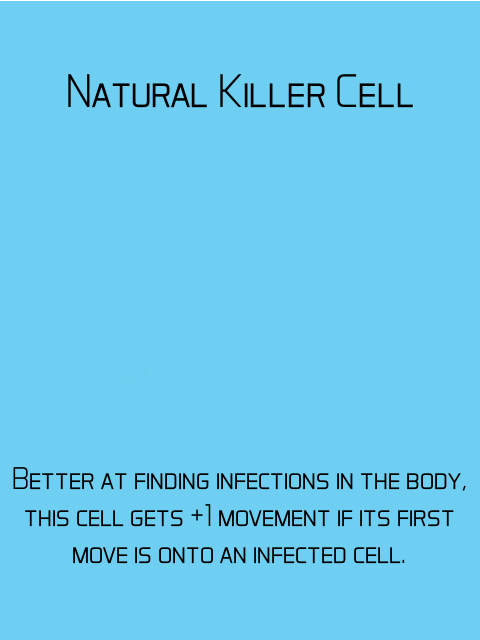 Natural Killer Cell
Better at finding infections in the body,
this cell gets +1 movement if its first
move is onto an infected cell.